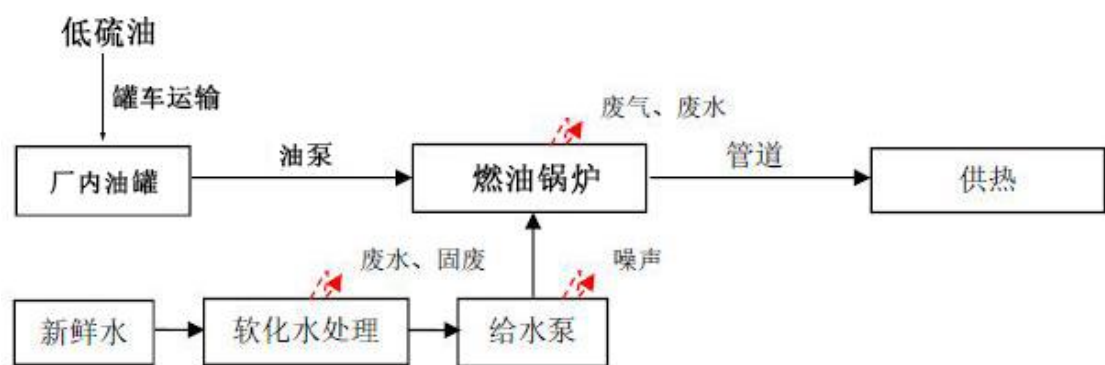 低硫油
罐车运输
废气、废水
厂内油罐
油泵
燃油锅炉
管道
供热
废水、固废
噪声
新鲜水
软化水处理
给水泵